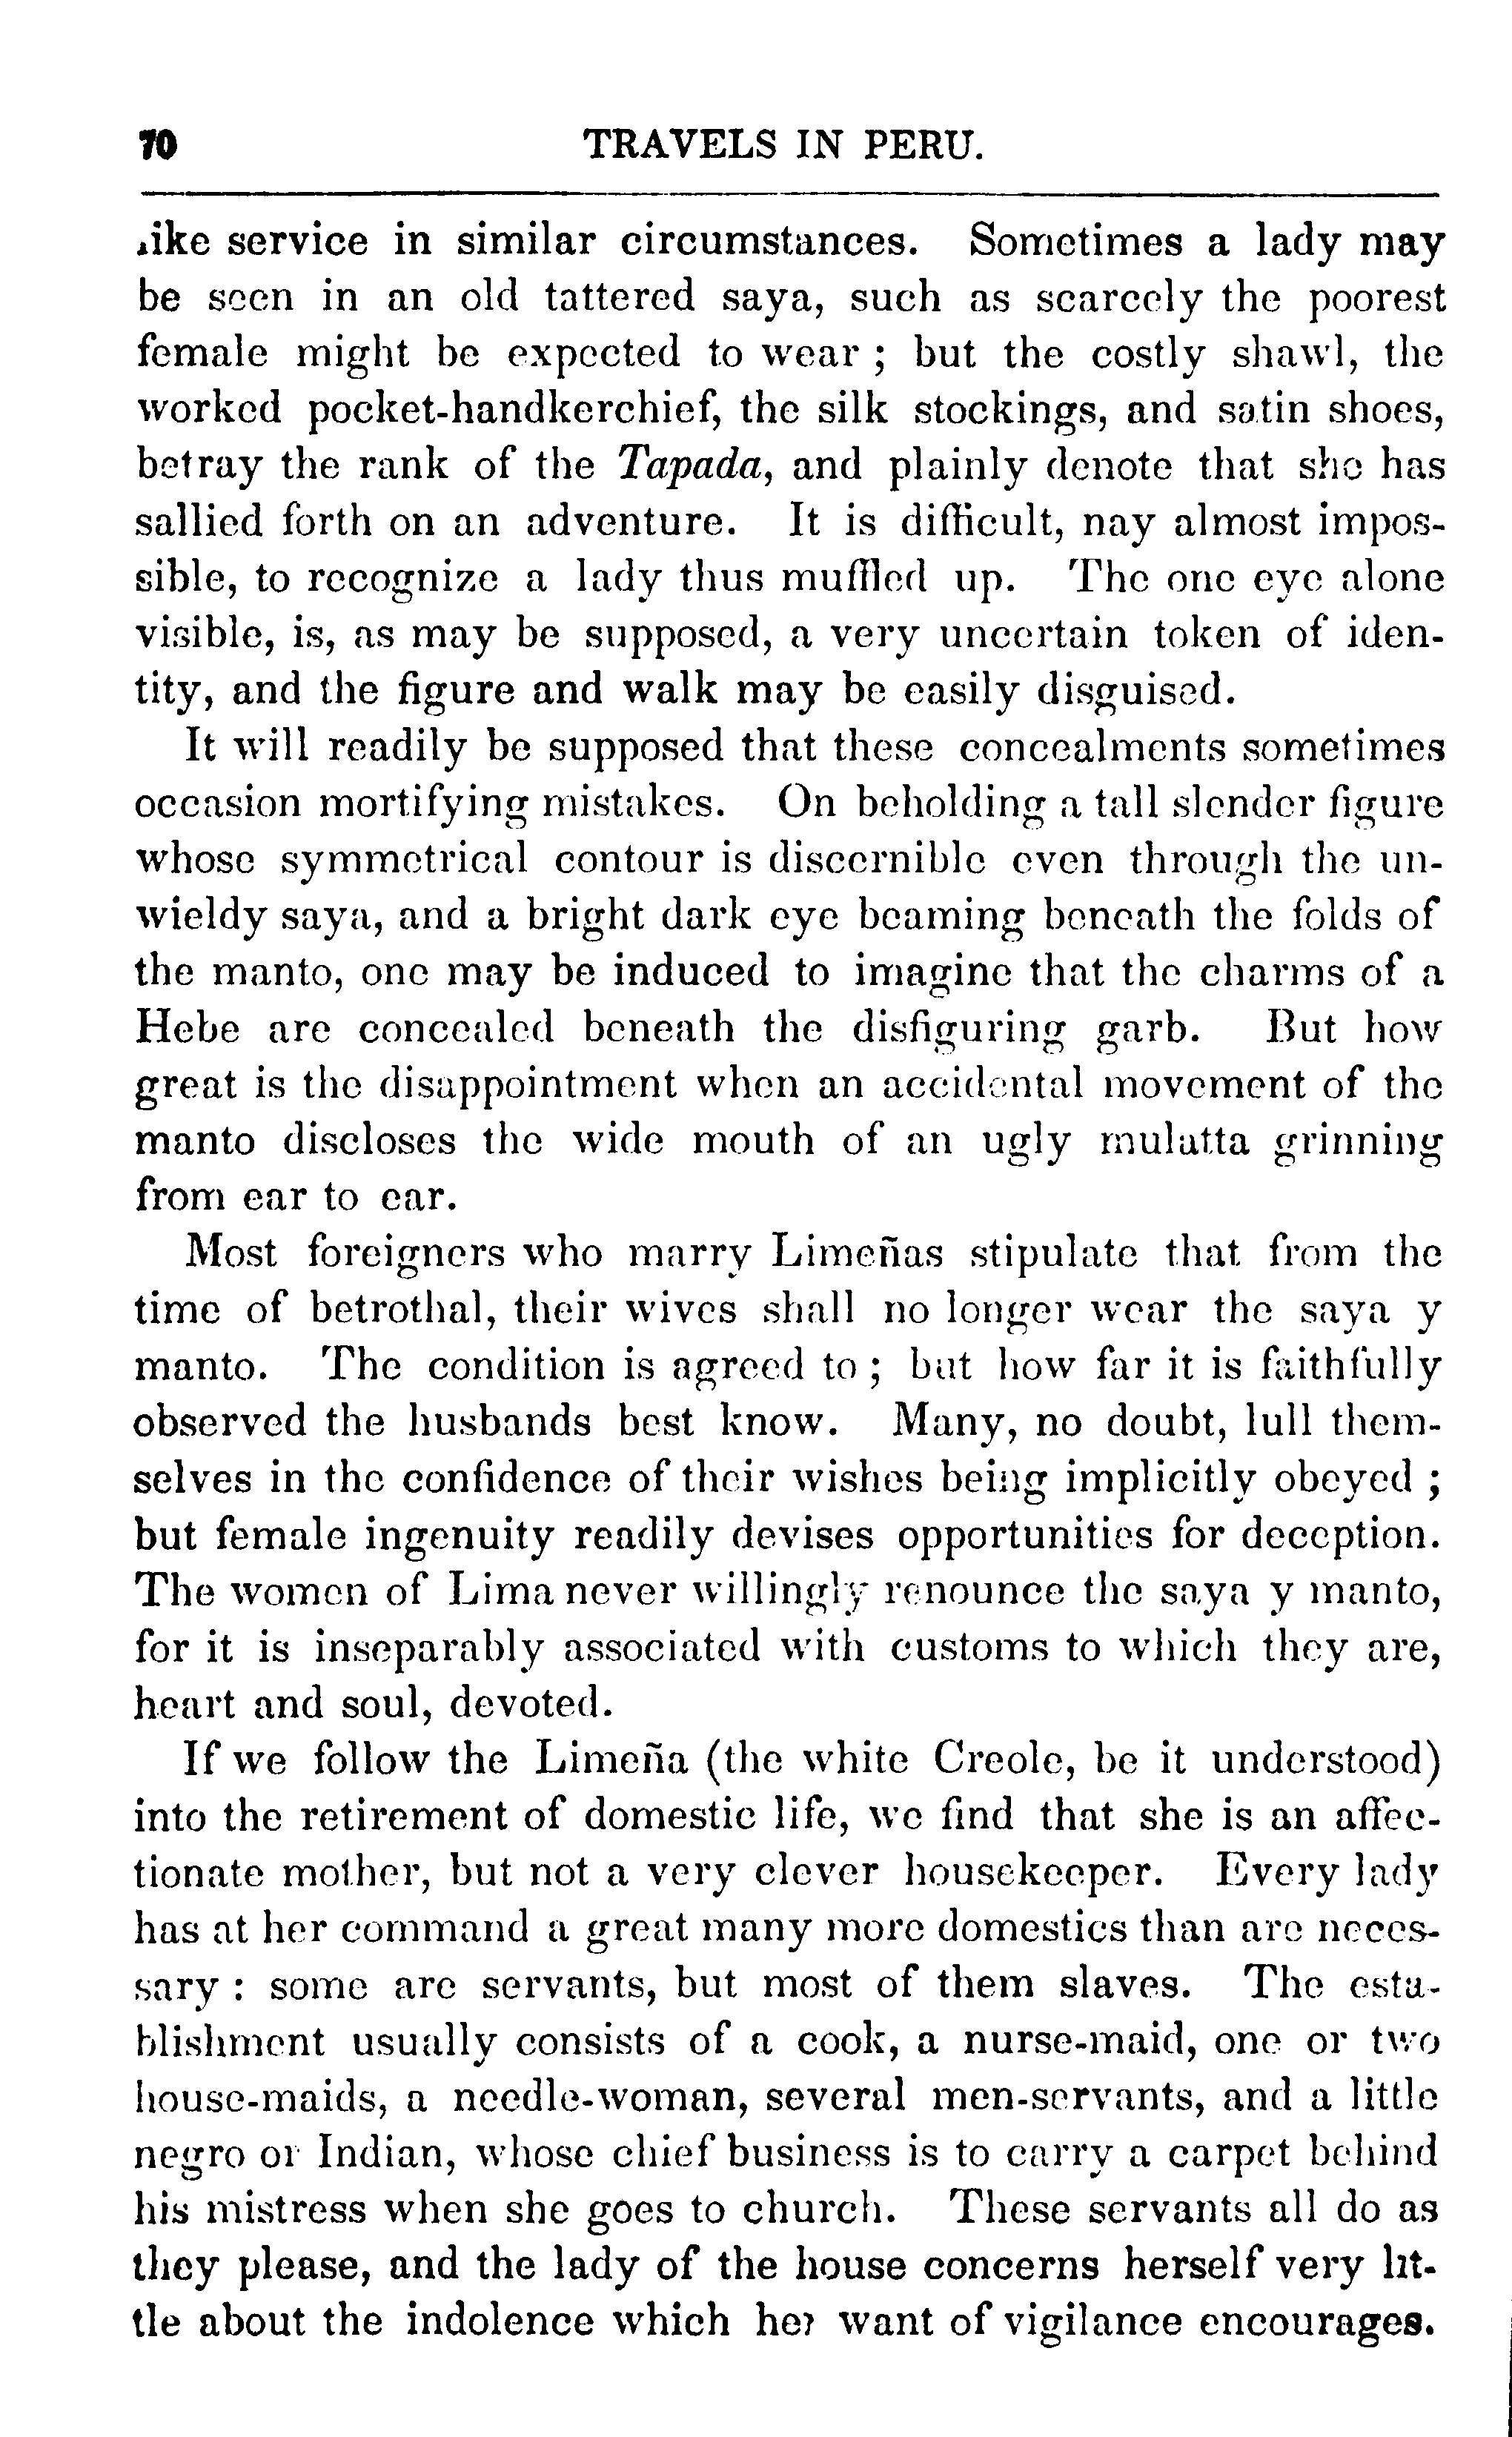 70 TRAVELS IN PERU.
like service in similar circumstances. Sometimes a lady may
be seen in an old tattered saya, such as scarcely the poorest
female might be expected to wear ; but the costly shawl, the
worked pocket-handkerchief, the silk stockings, and satin shoes,
betray the rank of the Tapada, and plainly denote that she has
sallied forth on an adventure. It is difficult, nay almost impos-
sible, to recognize a lady thus muffled up. The one eye alone
visible, is, as may be supposed, a very uncertain token of iden-
tity, and the figure and walk may be easily disguised.
It will readily be supposed that these concealments sometimes
occasion mortifying mistakes. On beholding a tall slender figure
whose symmetrical contour is discernible even through the un-
wieldy saya, and a bright dark eye beaming beneath the folds of
the manto, one may be induced to imagine that the charms of a
Hebe are concealed beneath the disfiguring garb. But how
great is the disappointment when an accidental movement of the
manto discloses the wide mouth of an ugly mulatta grinning
from ear to ear.
Most foreigners who marry Limeñas stipulate that from the
time of betrothal, their wives shall no longer wear the saya y
manto. The condition is agreed to ; but how far it is faithfully
observed the husbands best know. Many, no doubt, lull them-
selves in the confidence of their wishes being implicitly obeyed ;
but female ingenuity readily devises opportunities for deception.
The women of Lima never willingly renounce the saya y manto,
for it is inseparably associated with customs to which they are,
heart and soul, devoted.
If we follow the Limeña (the white Creole, be it understood)
into the retirement of domestic life, we find that she is an affec-
tionate mother, but not a very clever housekeeper. Every lady
has at her command a great many more domestics than are neces-
sary : some are servants, but most of them slaves. The esta-
blishment usually consists of a cook, a nurse-maid, one or two
house-maids, a needle-woman, several men-servants, and a little
negro or Indian, whose chief business is to carry a carpet behind
his mistress when she goes to church. These servants all do as
they please, and the lady of the house concerns herself very lit-
tle about the indolence which her want of vigilance encourages.